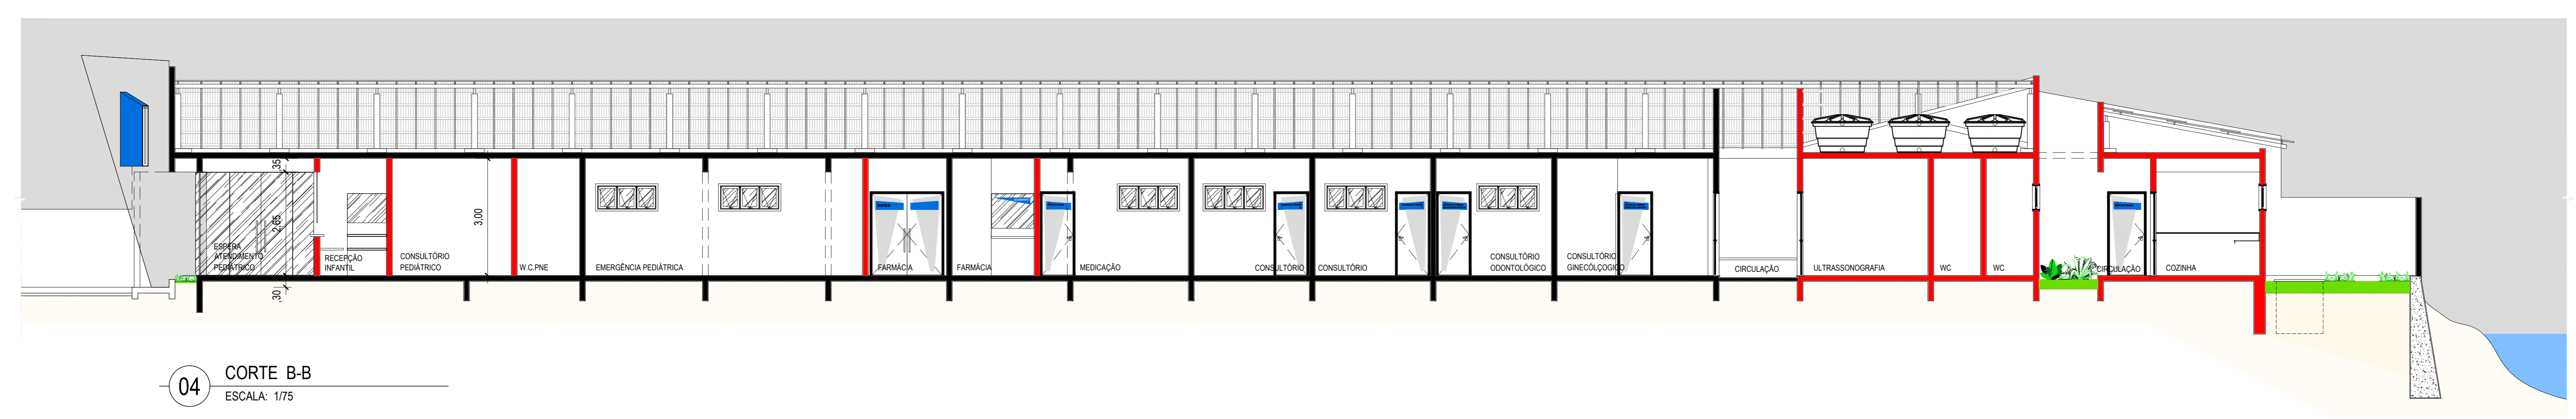 ,35
2,65
3,00
,30
ESPERA
ATENDIMENTO
PEDIÁTRICO
RECEPÇÃO
INFANTIL
CONSULTÓRIO
PEDIÁTRICO
W.C.PNE
EMERGÊNCIA PEDIÁTRICA
FARMÁCIA
FARMÁCIA
MEDICAÇÃO
CONSULTÓRIO
CONSULTÓRIO
CONSULTÓRIO
ODONTOLÓGICO
CONSULTÓRIO
GINECÓLÇOGICO
CIRCULAÇÃO
ULTRASSONOGRAFIA
WC
WC
CIRCULAÇÃO
COZINHA
04
CORTE B-B
ESCALA: 1/75